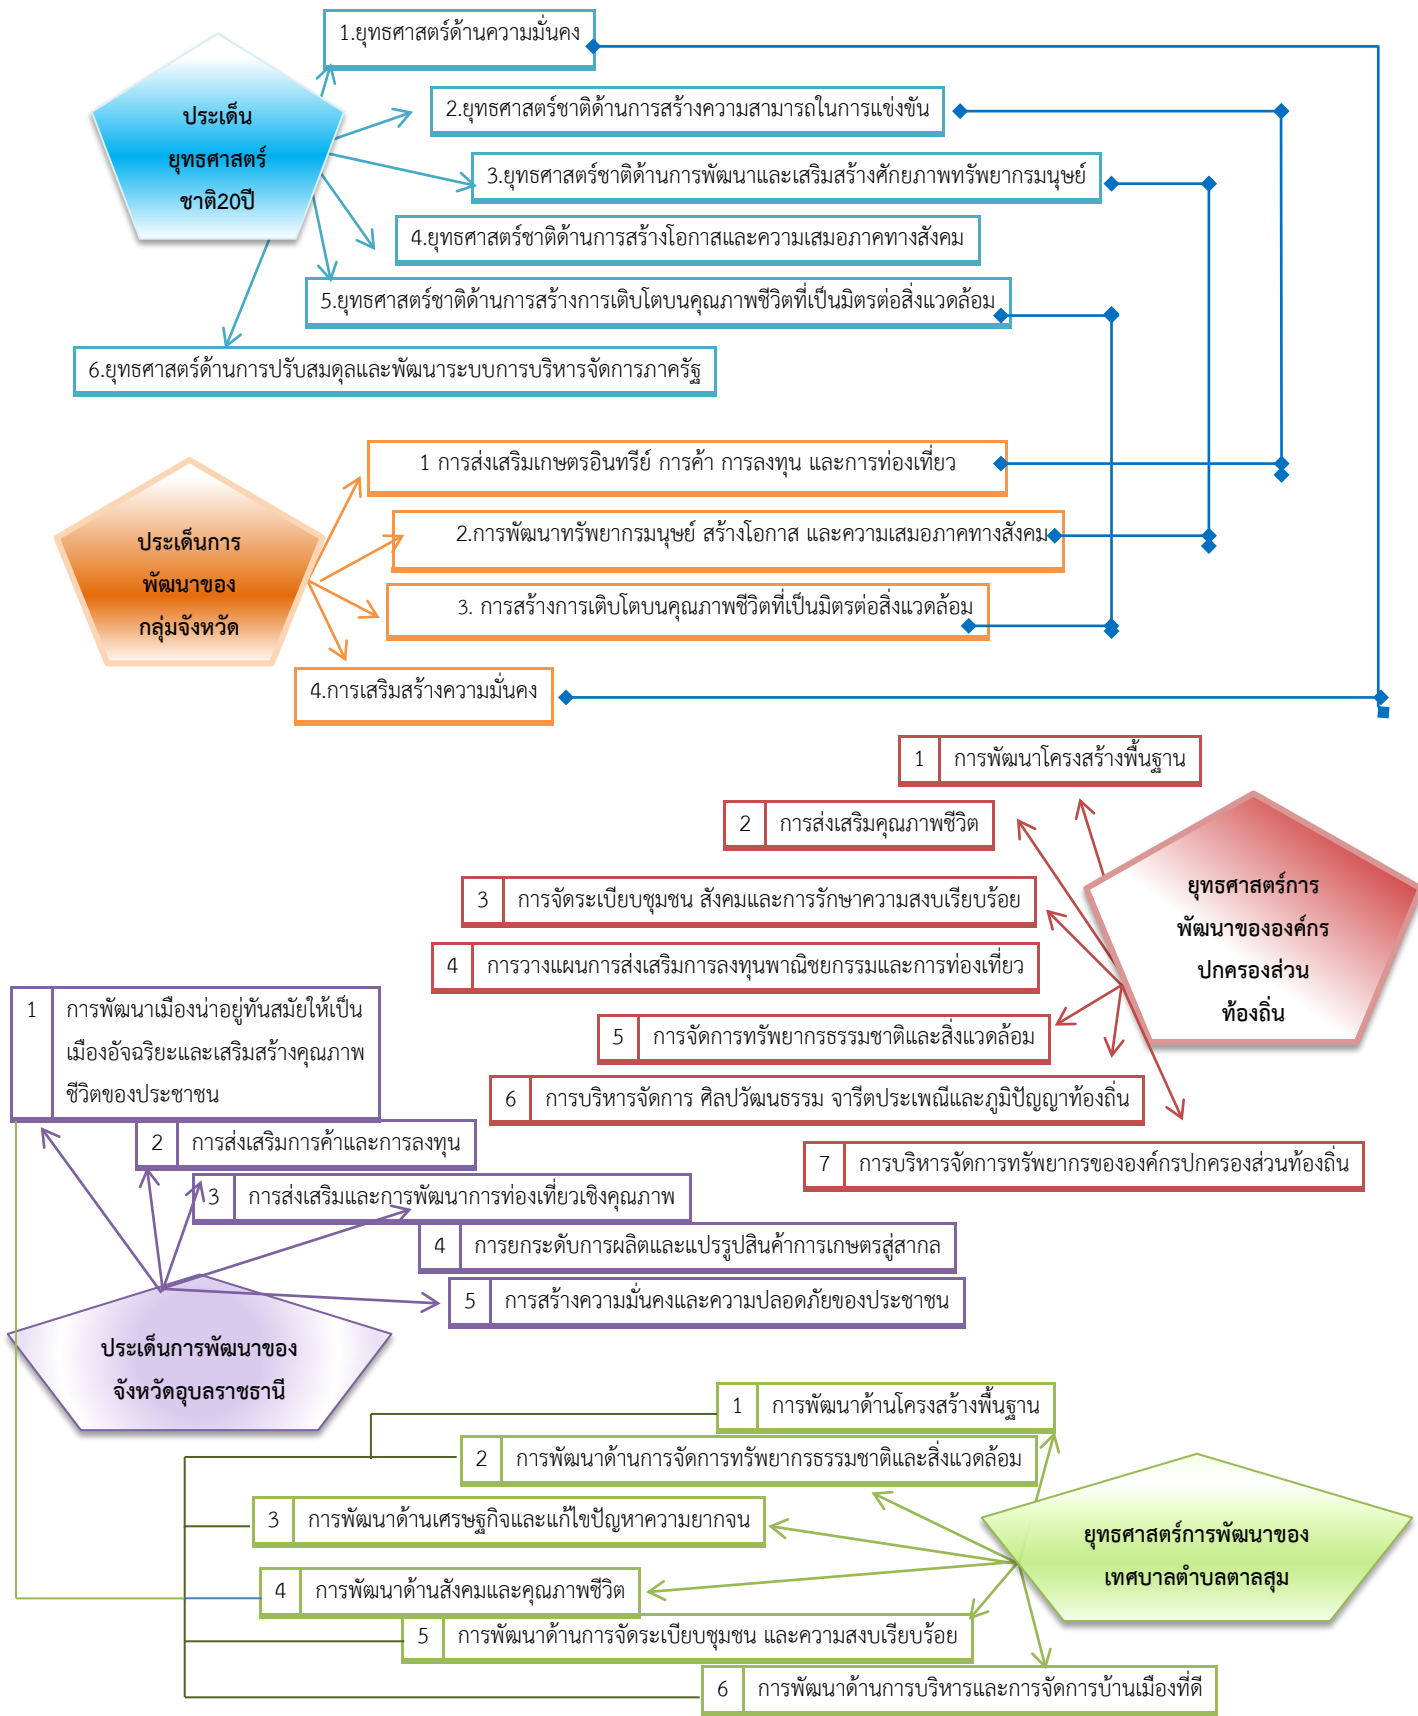 1.ยุทธศาสตร์ด้านความมั่นคง
ประเด็น
ยุทธศาสตร์
ชาติ20ปี
2.ยุทธศาสตร์ชาติด้านการสร้างความสามารถในการแข่งขัน
3.ยุทธศาสตร์ชาติด้านการพัฒนาและเสริมสร้างศักยภาพทรัพยากรมนุษย์
4.ยุทธศาสตร์ชาติด้านการสร้างโอกาสและความเสมอภาคทางสังคม
5.ยุทธศาสตร์ชาติด้านการสร้างการเติบโตบนคุณภาพชีวิตที่เป็นมิตรต่อสิ่งแวดล้อม
6.ยุทธศาสตร์ด้านการปรับสมดุลและพัฒนาระบบการบริหารจัดการภาครัฐ
ประเด็นการ
พัฒนาของ
กลุ่มจังหวัด
1 การส่งเสริมเกษตรอินทรีย์ การค้า การลงทุน และการท่องเที่ยว
2.การพัฒนาทรัพยากรมนุษย์ สร้างโอกาส และความเสมอภาคทางสังคม
3. การสร้างการเติบโตบนคุณภาพชีวิตที่เป็นมิตรต่อสิ่งแวดล้อม
4.การเสริมสร้างความมั่นคง
ยุทธศาสตร์การ
พัฒนาขององค์กร
ปกครองส่วน
ท้องถิ่น
1 การพัฒนาโครงสร้างพื้นฐาน
2 การส่งเสริมคุณภาพชีวิต
3 การจัดระเบียบชุมชน สังคมและการรักษาความสงบเรียบร้อย
4 การวางแผนการส่งเสริมการลงทุนพาณิชยกรรมและการท่องเที่ยว
5 การจัดการทรัพยากรธรรมชาติและสิ่งแวดล้อม
6 การบริหารจัดการ ศิลปวัฒนธรรม จารีตประเพณีและภูมิปัญญาท้องถิ่น
7 การบริหารจัดการทรัพยากรขององค์กรปกครองส่วนท้องถิ่น
1 การพัฒนาเมืองน่าอยู่ทันสมัยให้เป็น
เมืองอัจฉริยะและเสริมสร้างคุณภาพ
ชีวิตของประชาชน
2 การส่งเสริมการค้าและการลงทุน
3 การส่งเสริมและการพัฒนาการท่องเที่ยวเชิงคุณภาพ
4 การยกระดับการผลิตและแปรรูปสินค้าการเกษตรสู่สากล
5 การสร้างความมั่นคงและความปลอดภัยของประชาชน
ประเด็นการพัฒนาของ
จังหวัดอุบลราชธานี
1 การพัฒนาด้านโครงสร้างพื้นฐาน
2 การพัฒนาด้านการจัดการทรัพยากรธรรมชาติและสิ่งแวดล้อม
3 การพัฒนาด้านเศรษฐกิจและแก้ไขปัญหาความยากจน
4 การพัฒนาด้านสังคมและคุณภาพชีวิต
5 การพัฒนาด้านการจัดระเบียบชุมชน และความสงบเรียบร้อย
6 การพัฒนาด้านการบริหารและการจัดการบ้านเมืองที่ดี
ยุทธศาสตร์การพัฒนาของ
เทศบาลตำบลตาลสุม